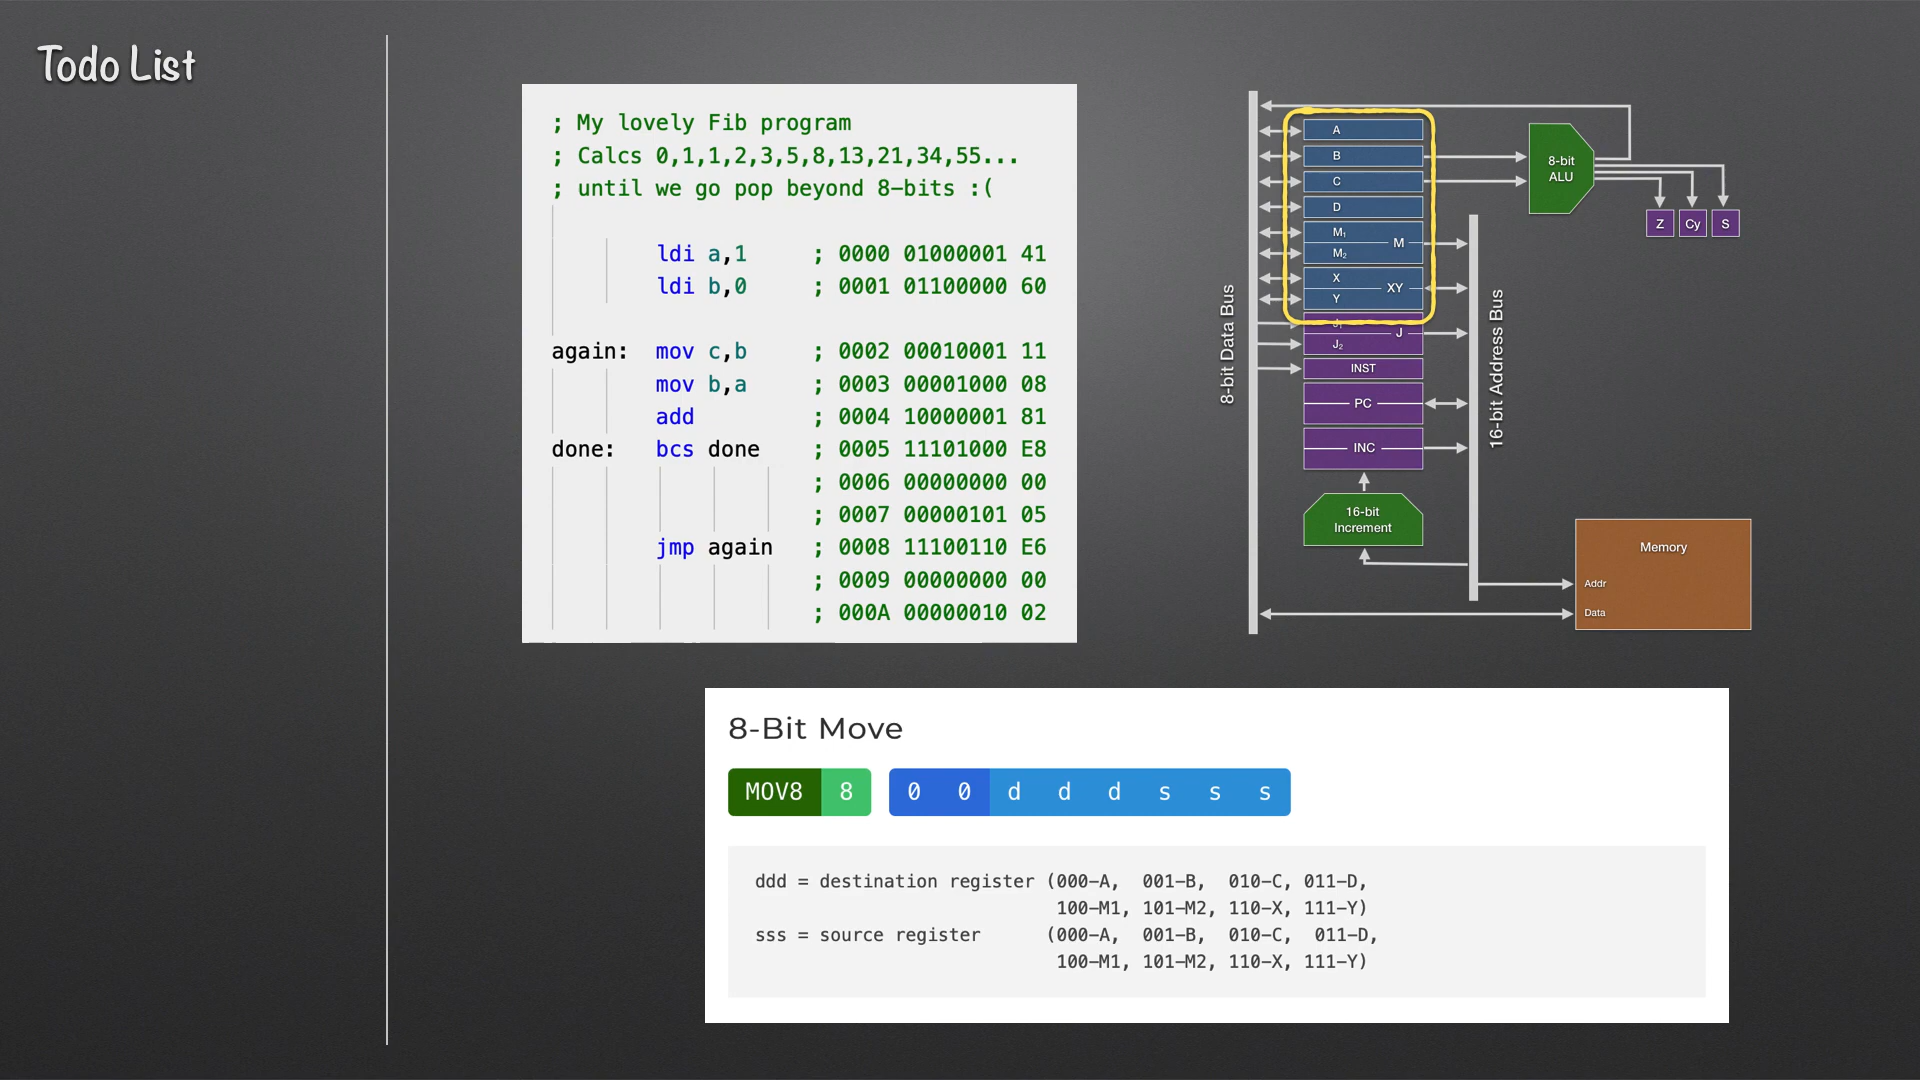 Todo List
; My lovely Fib program
; Calcs 0,1,1,2,3,5,8,13,21,34,55...
; until we go pop beyond 8-bits :(
ldi a,1 ; 0000 01000001 41
ldi b,0 ; 0001 01100000 60
again: mov c,b ; 0002 00010001 11
mov b,a ; 0003 00001000 08
add ; 0004 10000001 81
done: bcs done ; 0005 11101000 E8
; 0006 00000000 00
; 0007 00000101 05
jmp again ; 0008 11100110 E6
; 0009 00000000 00
; 000A 00000010 02
8-bit Data Bus
A
B
C
D
M1
M
M2
X
XY
Y
J1
J
J2
INST
PC
INC
16-bit
Increment
16-bit Address Bus
8-bit
ALU
Z Cy S
Memory
Addr
Data
8-Bit Move
MOV8 8 0 0 d d d s s s
ddd = destination register (000-A, 001-B, 010-C, 011-D,
100-M1, 101-M2, 110-X, 111-Y)
sss = source register (000-A, 001-B, 010-C, 011-D,
100-M1, 101-M2, 110-X, 111-Y)